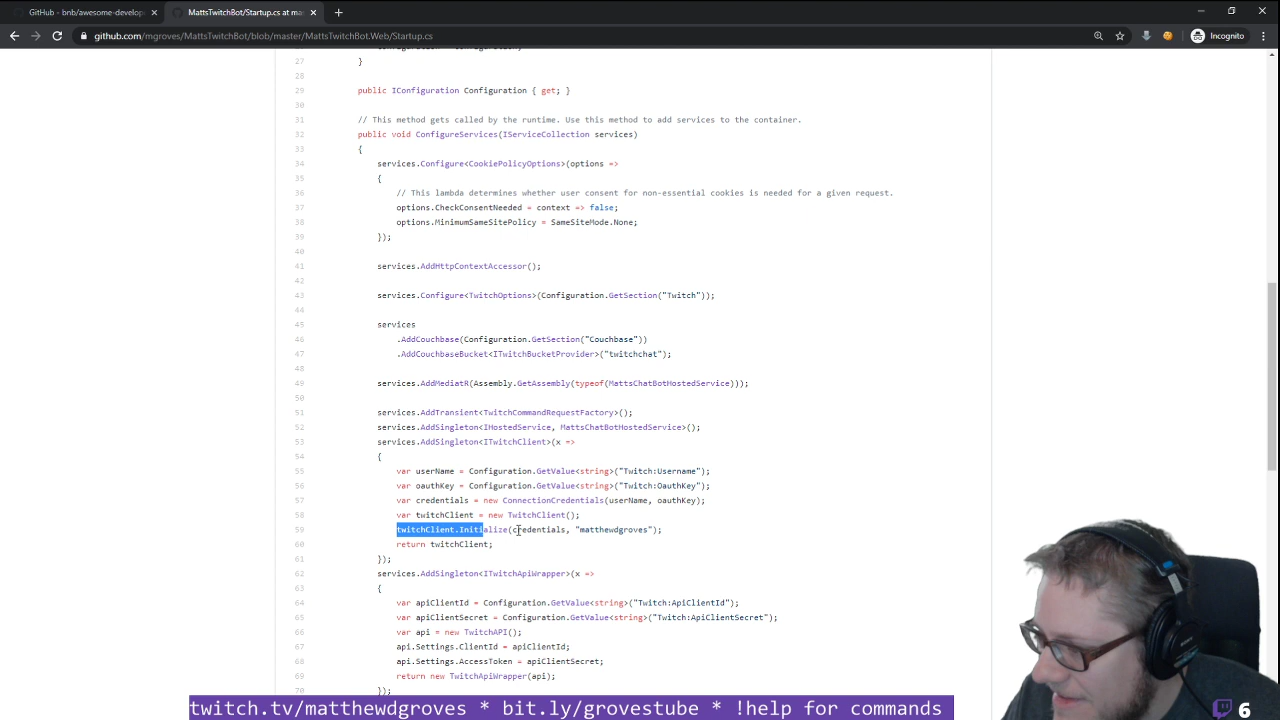 GitHub - bnb/awesome-develop
MattsTwitchBot/Startup.cs at mas
github.com/mgroves/MattsTwitchBot/blob/master/MattsTwitchBot.Web/Startup.cs
Incognito
27 }
28
29 public IConfiguration Configuration { get; }
30
31 // This method gets called by the runtime. Use this method to add services to the container.
32 public void ConfigureServices(IServiceCollection services)
33 {
34 services.Configure<CookiePolicyOptions>(options =>
35 {
36 // This lambda determines whether user consent for non-essential cookies is needed for a given request.
37 options.CheckConsentNeeded = context => false;
38 options.MinimumSameSitePolicy = SameSiteMode.None;
39 });
40
41 services.AddHttpContextAccessor();
42
43 services.Configure<TwitchOptions>(Configuration.GetSection("Twitch"));
44
45 services
46 .AddCouchbase(Configuration.GetSection("Couchbase"))
47 .AddCouchbaseBucket<ITwitchBucketProvider>("twitchchat");
48
49 services.AddMediatR(Assembly.GetAssembly(typeof(MattsChatBotHostedService)));
50
51 services.AddTransient<TwitchCommandRequestFactory>();
52 services.AddSingleton<IHostedService, MattsChatBotHostedService>();
53 services.AddSingleton<ITwitchClient>(x =>
54 {
55 var userName = Configuration.GetValue<string>("Twitch:Username");
56 var oauthKey = Configuration.GetValue<string>("Twitch:OauthKey");
57 var credentials = new ConnectionCredentials(userName, oauthKey);
58 var twitchClient = new TwitchClient();
59 twitchClient.Initialize(credentials, "matthewdgroves");
60 return twitchClient;
61 });
62 services.AddSingleton<ITwitchApiWrapper>(x =>
63 {
64 var apiClientId = Configuration.GetValue<string>("Twitch:ApiClientId");
65 var apiClientSecret = Configuration.GetValue<string>("Twitch:ApiClientSecret");
66 var api = new TwitchAPI();
67 api.Settings.ClientId = apiClientId;
68 api.Settings.AccessToken = apiClientSecret;
69 return new TwitchApiWrapper(api);
70 });
twitch.tv/matthewdgroves * bit.ly/grovestube * !help for commands
6